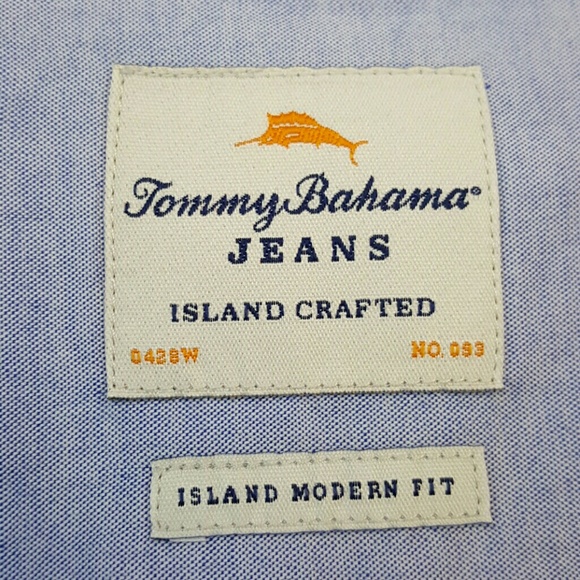 Tommy Bahama®
JEANS
ISLAND CRAFTED
0428W NO. 093
ISLAND MODERN FIT